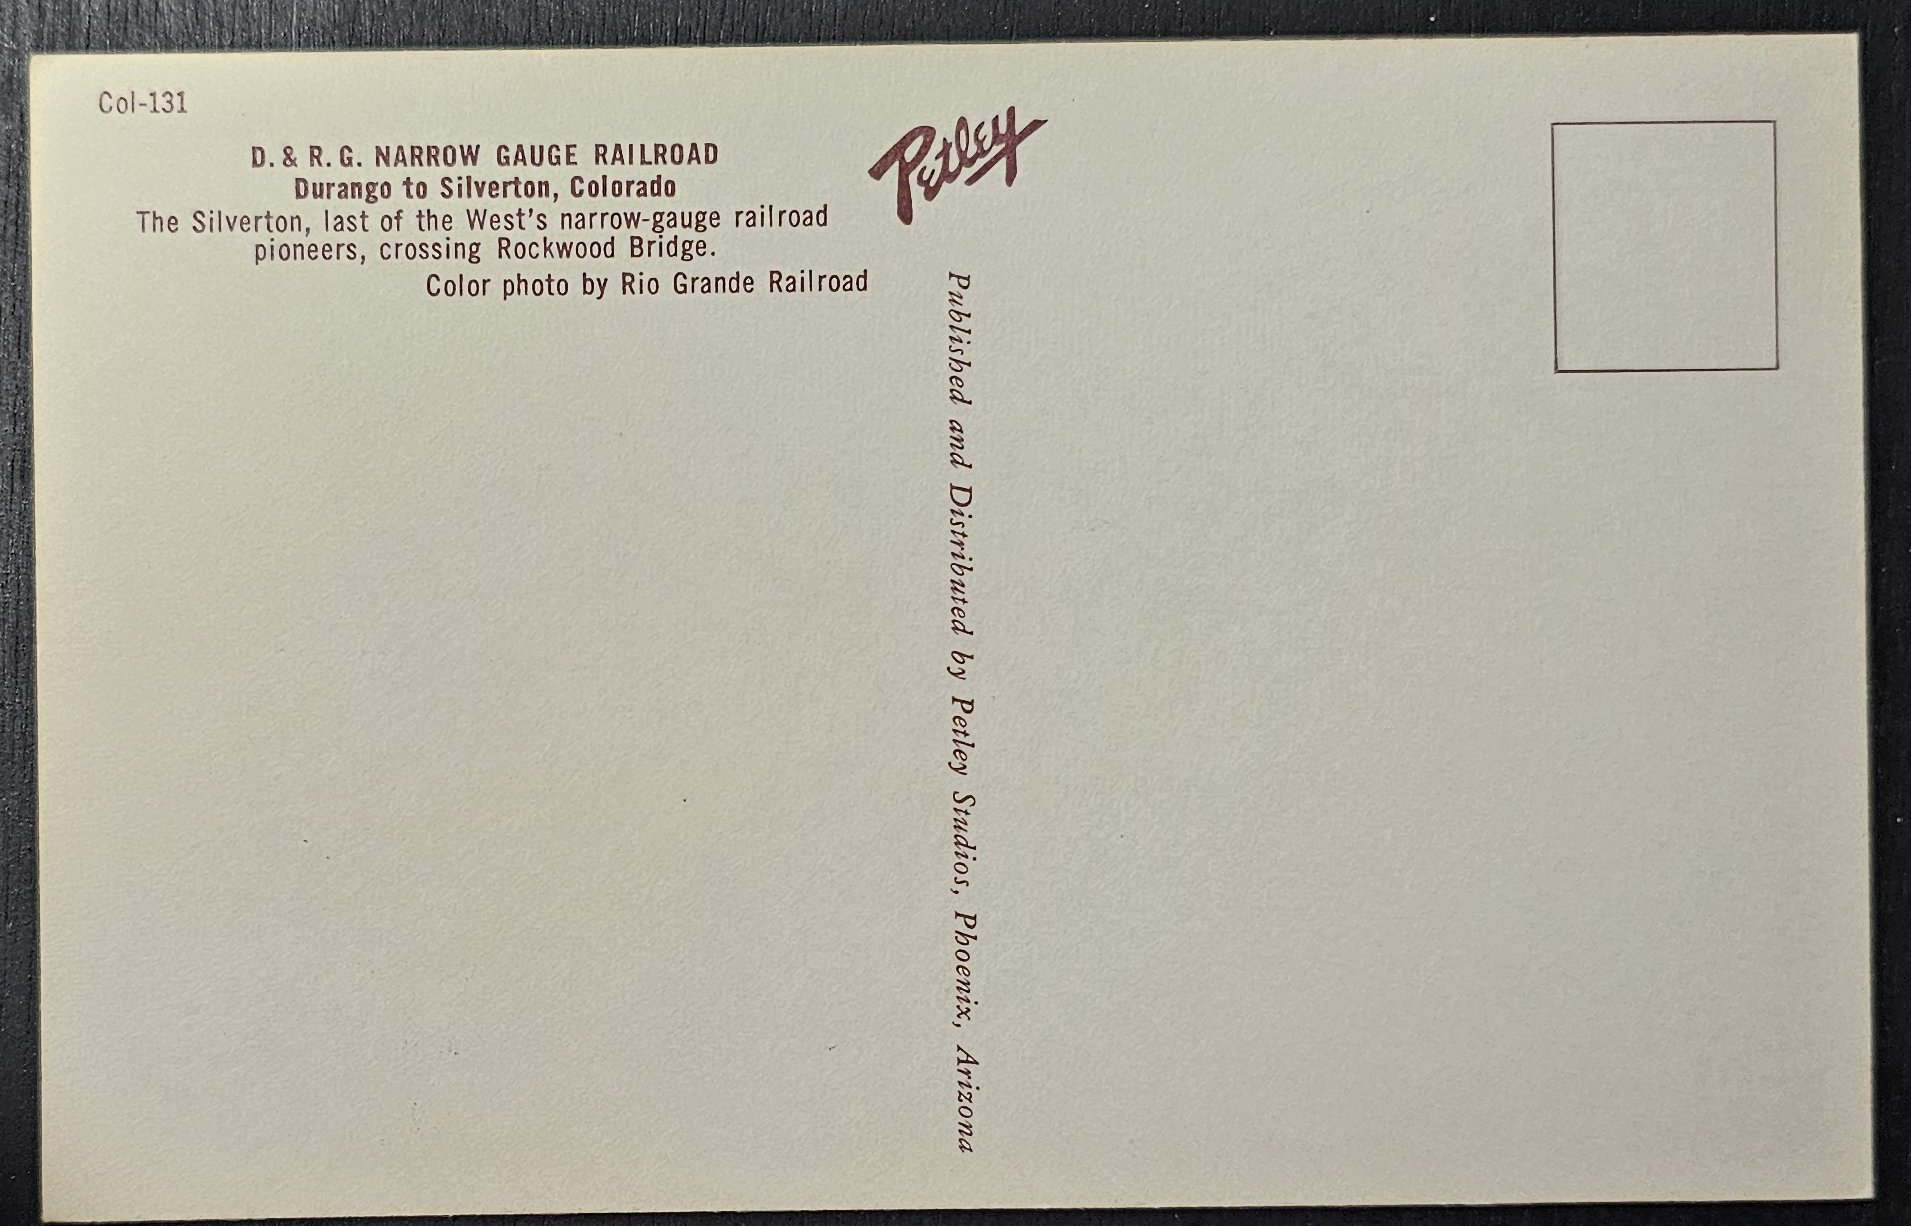 Col-131
D. & R. G. NARROW GAUGE RAILROAD
Durango to Silverton, Colorado
The Silverton, last of the West's narrow-gauge railroad
pioneers, crossing Rockwood Bridge.
Color photo by Rio Grande Railroad
Petley
Published and Distributed by Petley Studios, Phoenix, Arizona